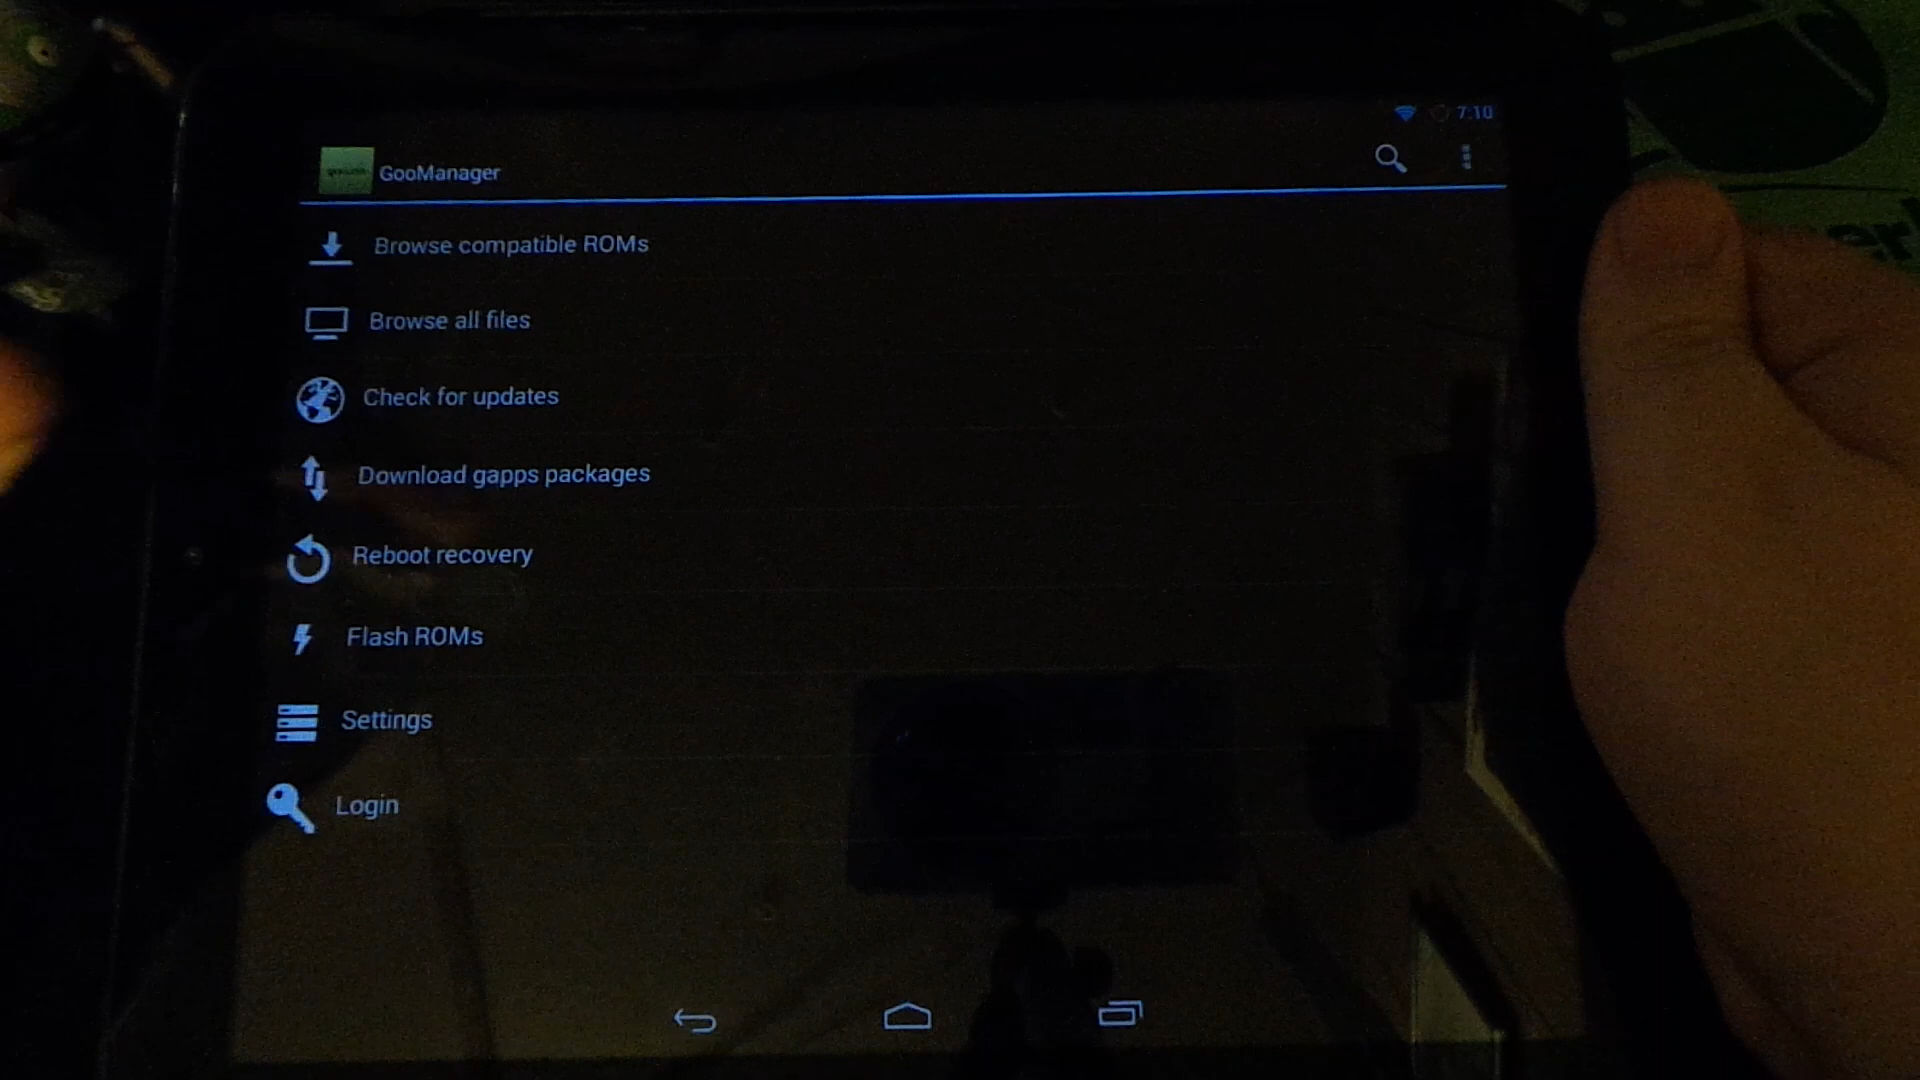 7:10
GooManager
Browse compatible ROMs
Browse all files
Check for updates
Download gapps packages
Reboot recovery
Flash ROMs
Settings
Login